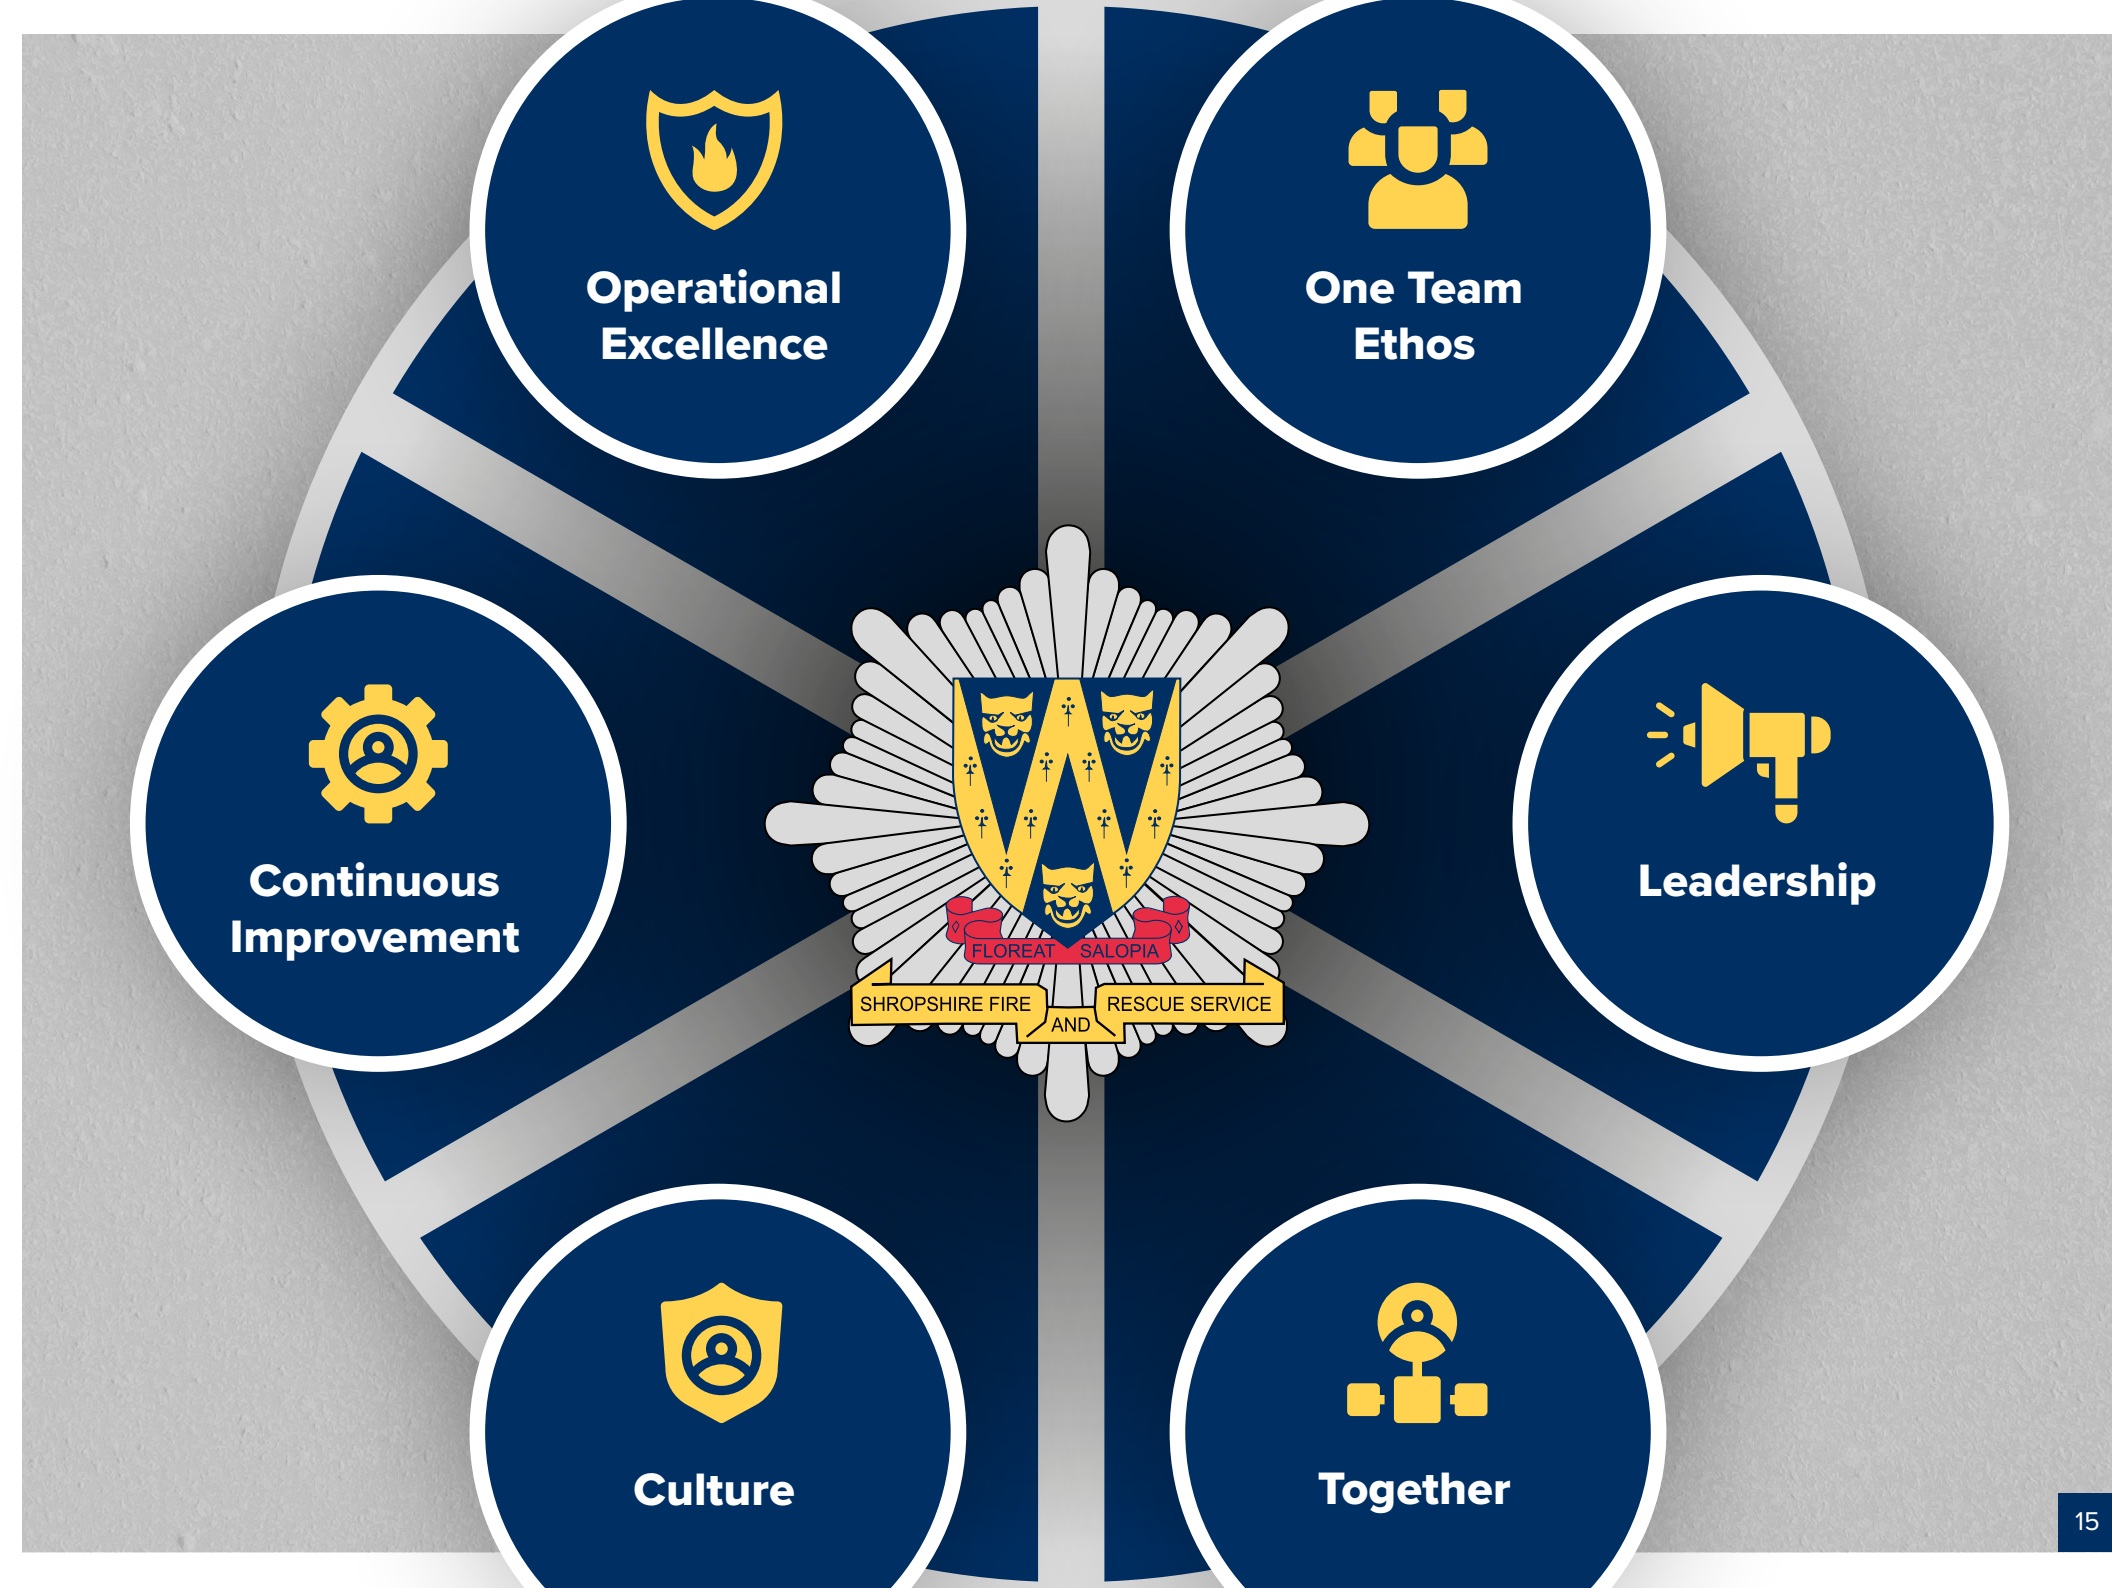 Operational
Excellence
One Team
Ethos
Continuous
Improvement
Leadership
FLOREAT SALOPIA
SHROPSHIRE FIRE AND RESCUE SERVICE
Culture
Together
15